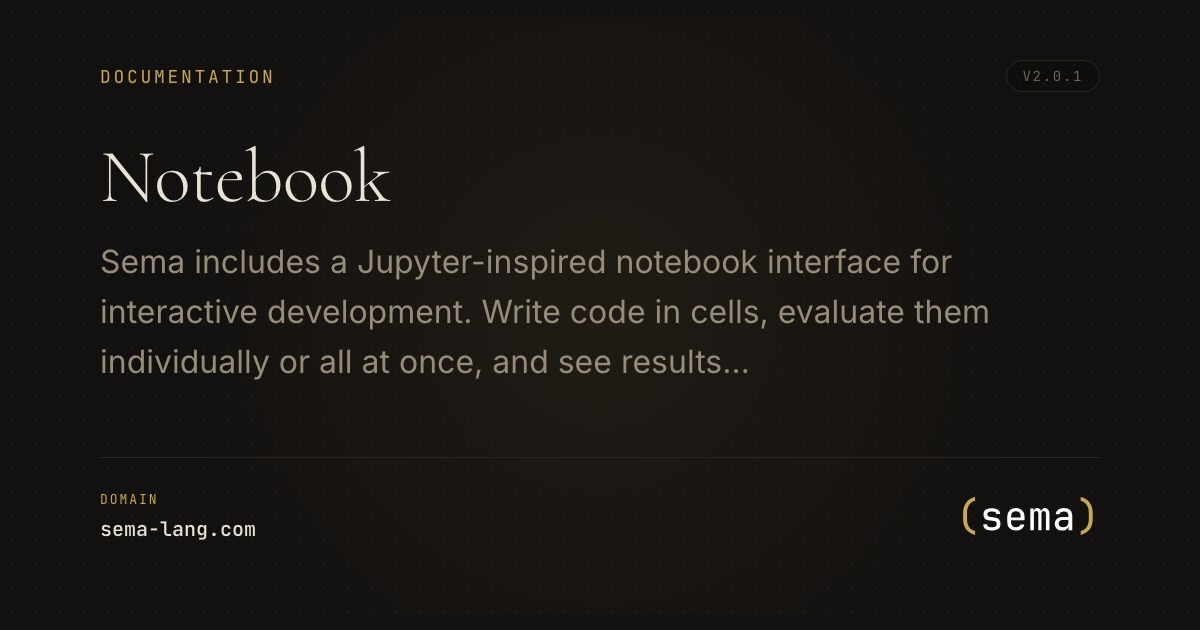 DOCUMENTATION
V2.0.1
Notebook
Sema includes a Jupyter-inspired notebook interface for
interactive development. Write code in cells, evaluate them
individually or all at once, and see results...
DOMAIN
sema-lang.com
(sema)